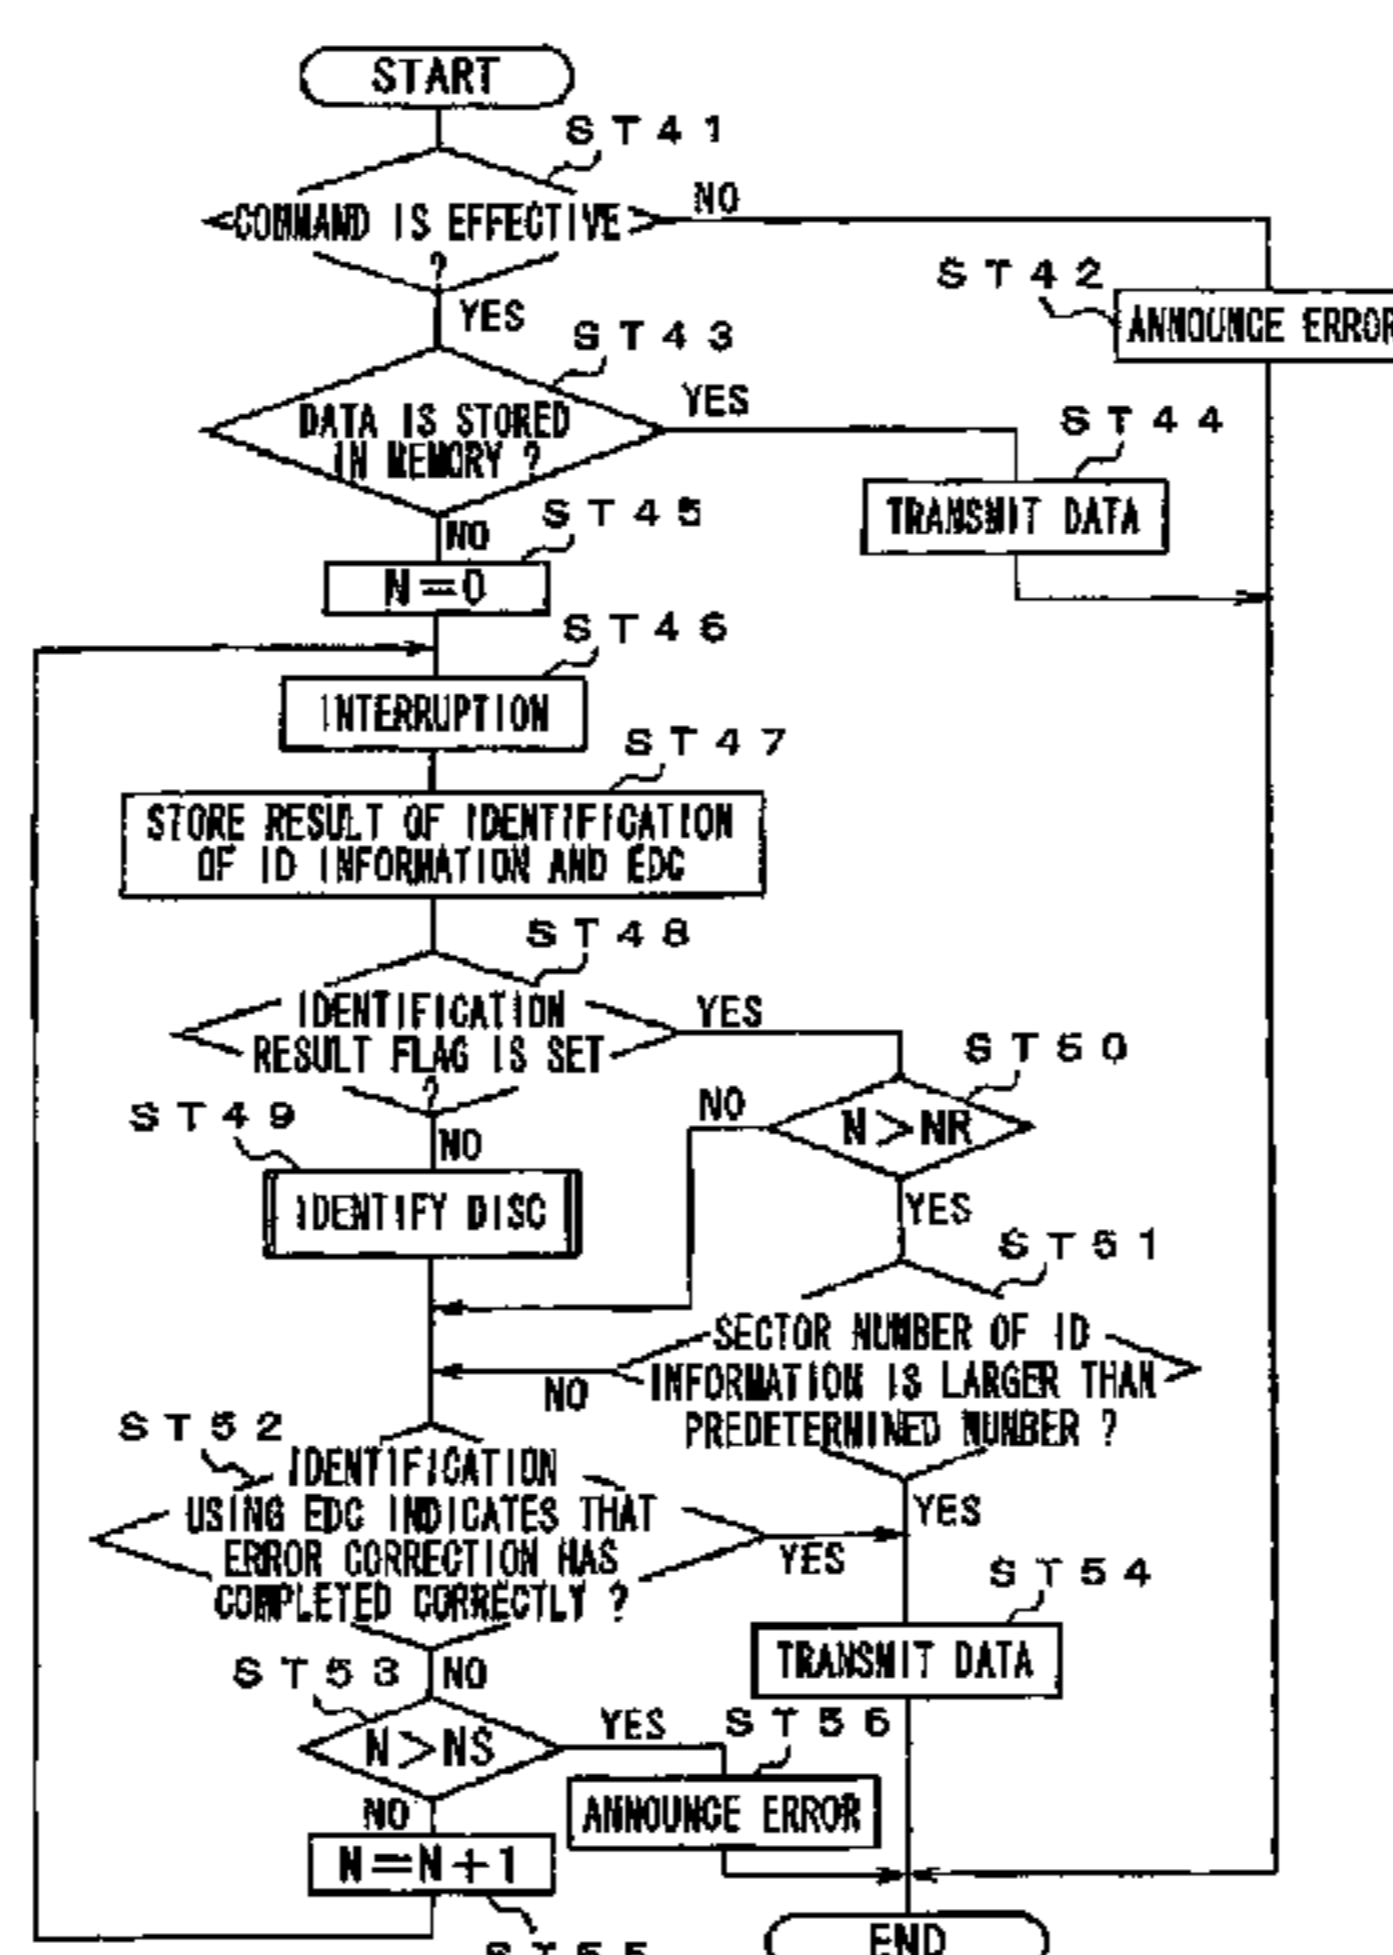 START
ST41
COMMAND IS EFFECTIVE
?
NO
YES
ST42
ANNOUNCE ERROR
ST43
DATA IS STORED
IN MEMORY ?
YES
ST44
TRANSMIT DATA
NO
ST45
N=0
ST46
INTERRUPTION
ST47
STORE RESULT OF IDENTIFICATION
OF ID INFORMATION AND EDC
ST48
IDENTIFICATION
RESULT FLAG IS SET
?
YES
NO
ST49
IDENTIFY DISC
ST50
N>NR
NO
YES
ST51
SECTOR NUMBER OF ID
INFORMATION IS LARGER THAN
PREDETERMINED NUMBER ?
NO
YES
ST52
IDENTIFICATION
USING EDC INDICATES THAT
ERROR CORRECTION HAS
COMPLETED CORRECTLY ?
YES
NO
ST54
TRANSMIT DATA
ST53
N>NS
YES
NO
ST56
ANNOUNCE ERROR
N=N+1
ST55
END